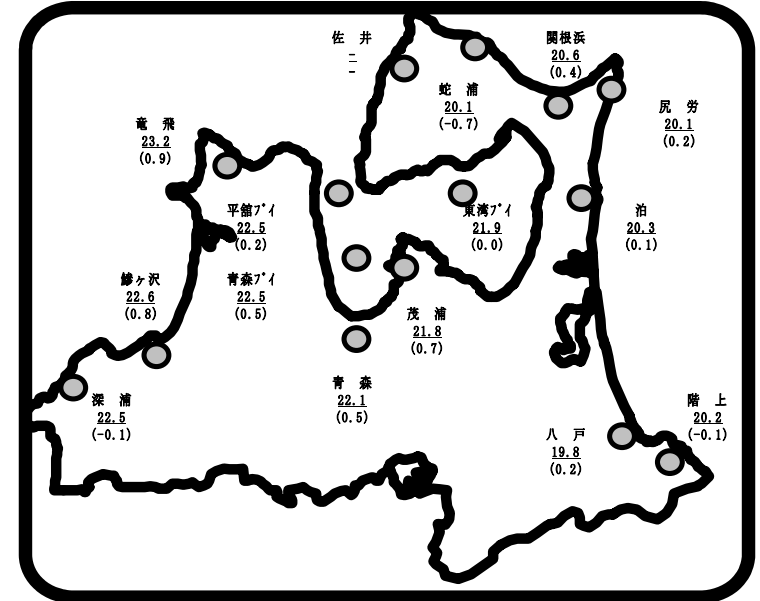 佐　井
-
-
関根浜
20.6
(0.4)
蛇　浦
20.1
(-0.7)
尻　労
20.1
(0.2)
竜　飛
23.2
(0.9)
平舘ﾌﾞｲ
22.5
(0.2)
東湾ﾌﾞｲ
21.9
(0.0)
泊
20.3
(0.1)
鰺ヶ沢
22.6
(0.8)
青森ﾌﾞｲ
22.5
(0.5)
茂　浦
21.8
(0.7)
深　浦
22.5
(-0.1)
青　森
22.1
(0.5)
八　戸
19.8
(0.2)
階　上
20.2
(-0.1)